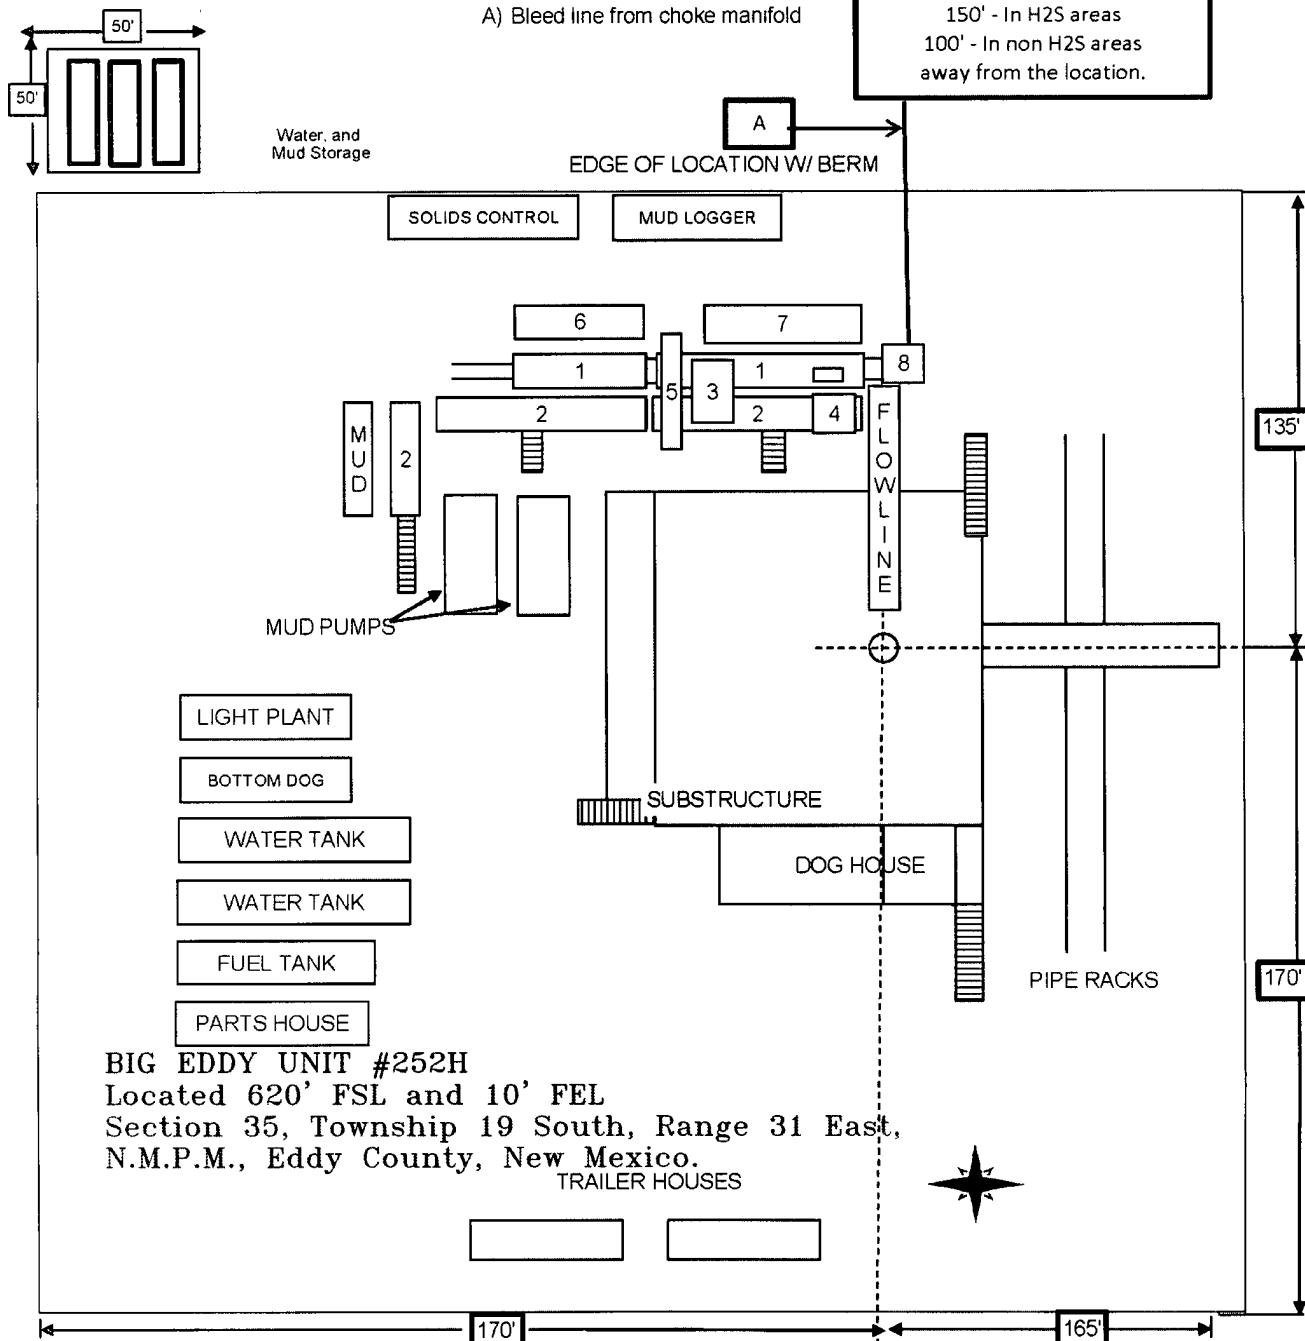 50'
A) Bleed line from choke manifold
150' - In H2S areas
100' - In non H2S areas
away from the location.
50'
Water, and
Mud Storage
A
EDGE OF LOCATION W/ BERM
SOLIDS CONTROL
MUD LOGGER
6
7
8
1
1
3
5
2
2
4
MUD
2
FLOWLINE
135'
MUD PUMPS
LIGHT PLANT
BOTTOM DOG
SUBSTRUCTURE
WATER TANK
DOG HOUSE
WATER TANK
FUEL TANK
PIPE RACKS
170'
PARTS HOUSE
BIG EDDY UNIT #252H
Located 620' FSL and 10' FEL
Section 35, Township 19 South, Range 31 East,
N.M.P.M., Eddy County, New Mexico.
TRAILER HOUSES
170'
165'